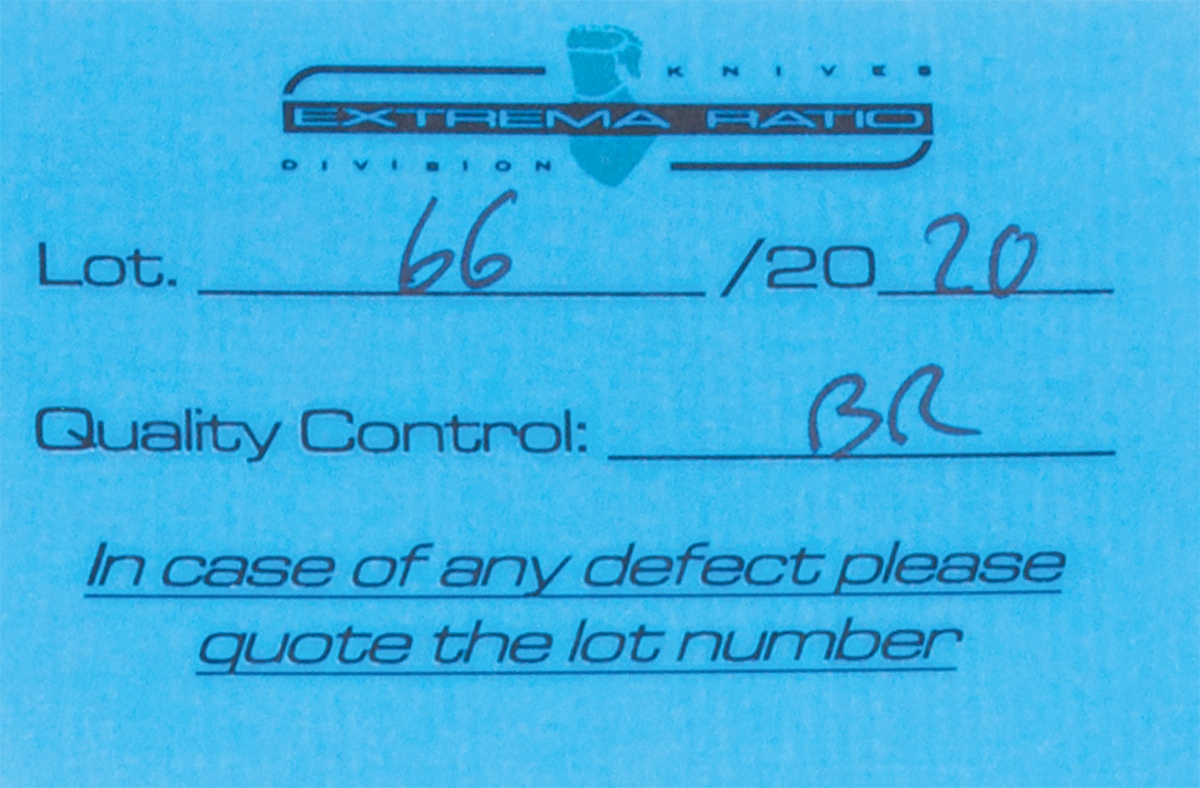 KNIVES
EXTREMA RATIO
DIVISION
Lot. 66 /20 20
Quality Control: BR
In case of any defect please
quote the lot number